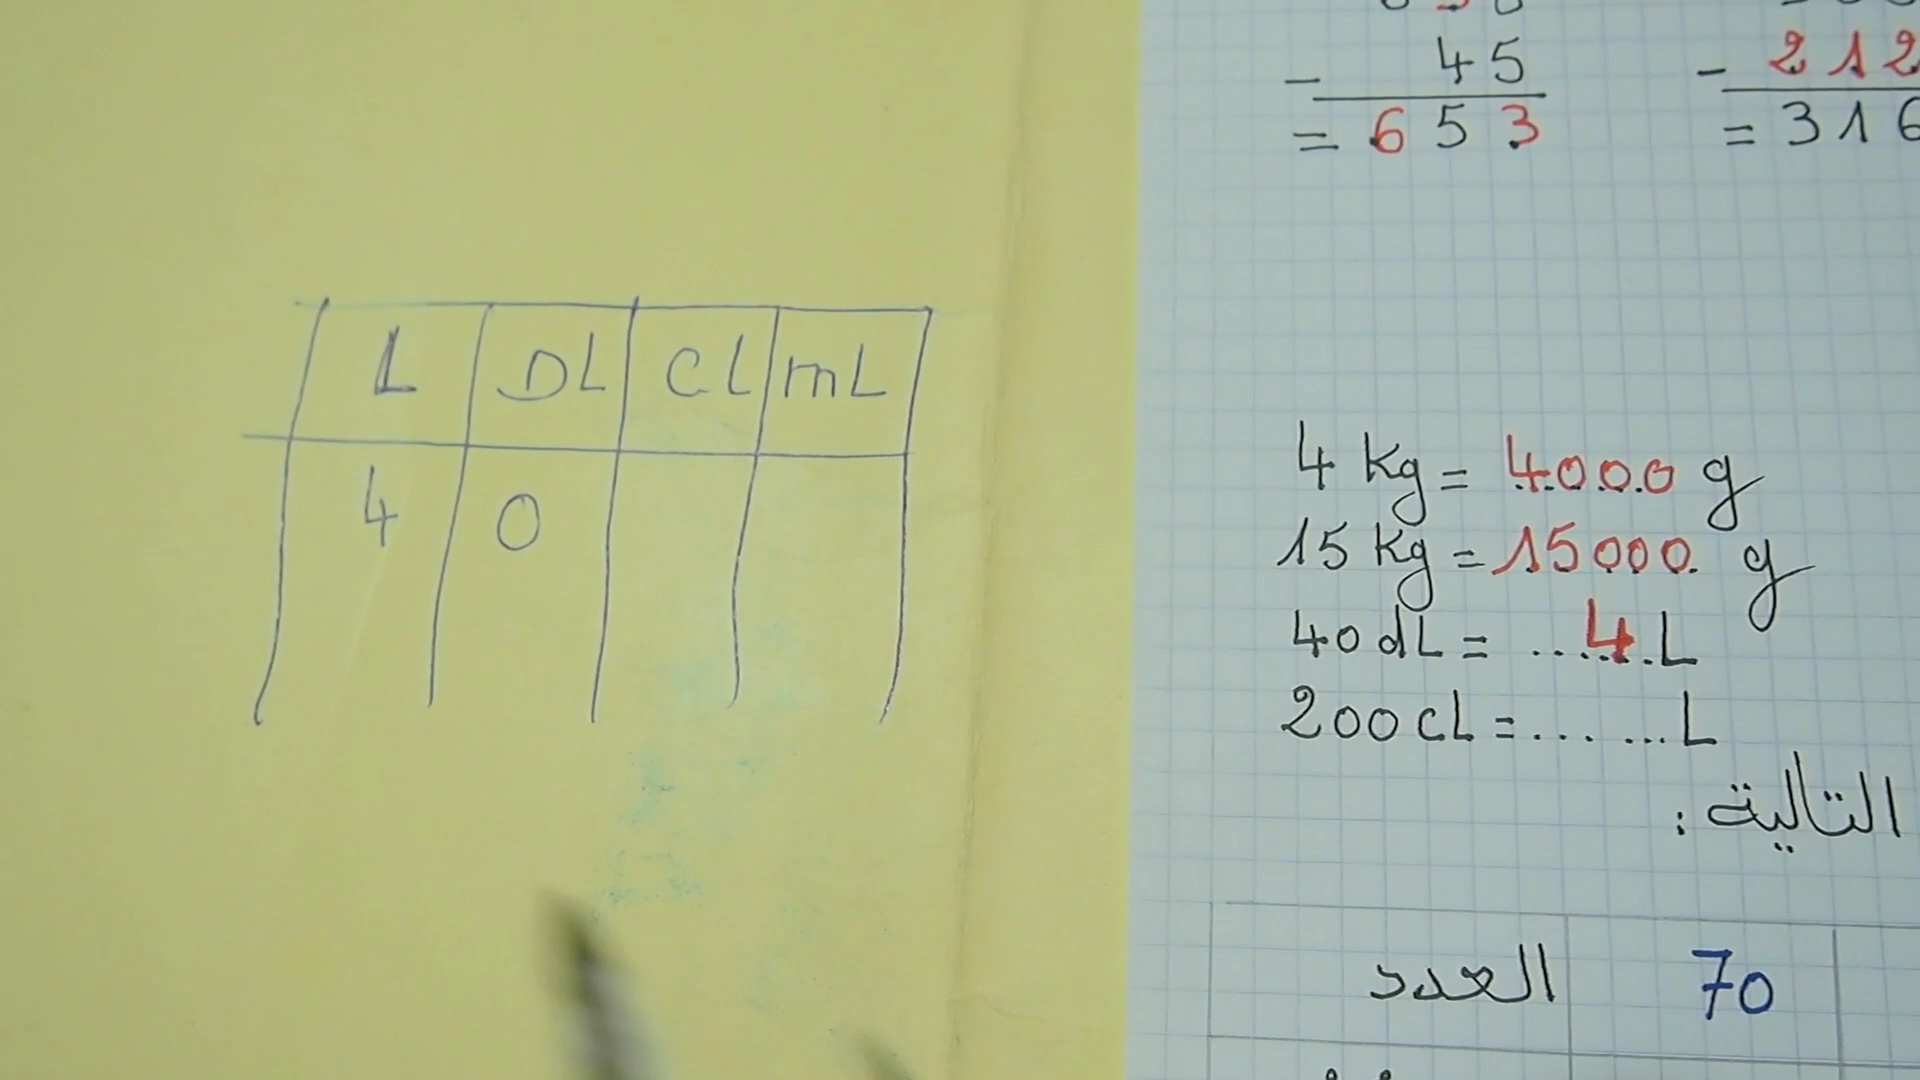 L DL CL mL
4 0
- 45 - 212
= 653 = 316
4 Kg = 4000 g
15 Kg = 15000 g
40 dL = ...4.. L
200 cL = ....... L
التالية :
العدد 70